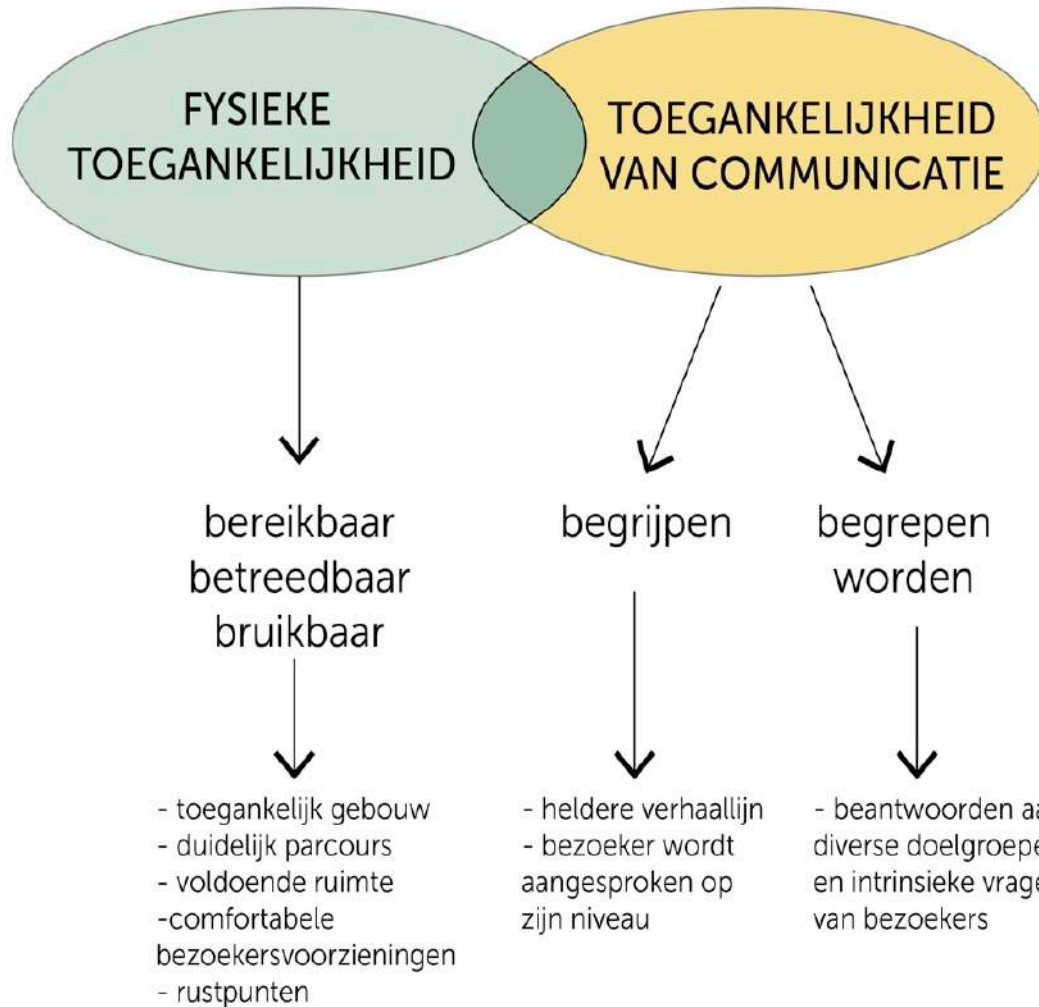 FYSIEKE
TOEGANKELIJKHEID
TOEGANKELIJKHEID
VAN COMMUNICATIE
bereikbaar
betreedbaar
bruikbaar
begrijpen
begrepen
worden
- toegankelijk gebouw
- duidelijk parcours
- voldoende ruimte
-comfortabele
bezoekersvoorzieningen
- rustpunten
- heldere verhaallijn
- bezoeker wordt
aangesproken op
zijn niveau
- beantwoorden
diverse
en intrinsieke
van bezoekers